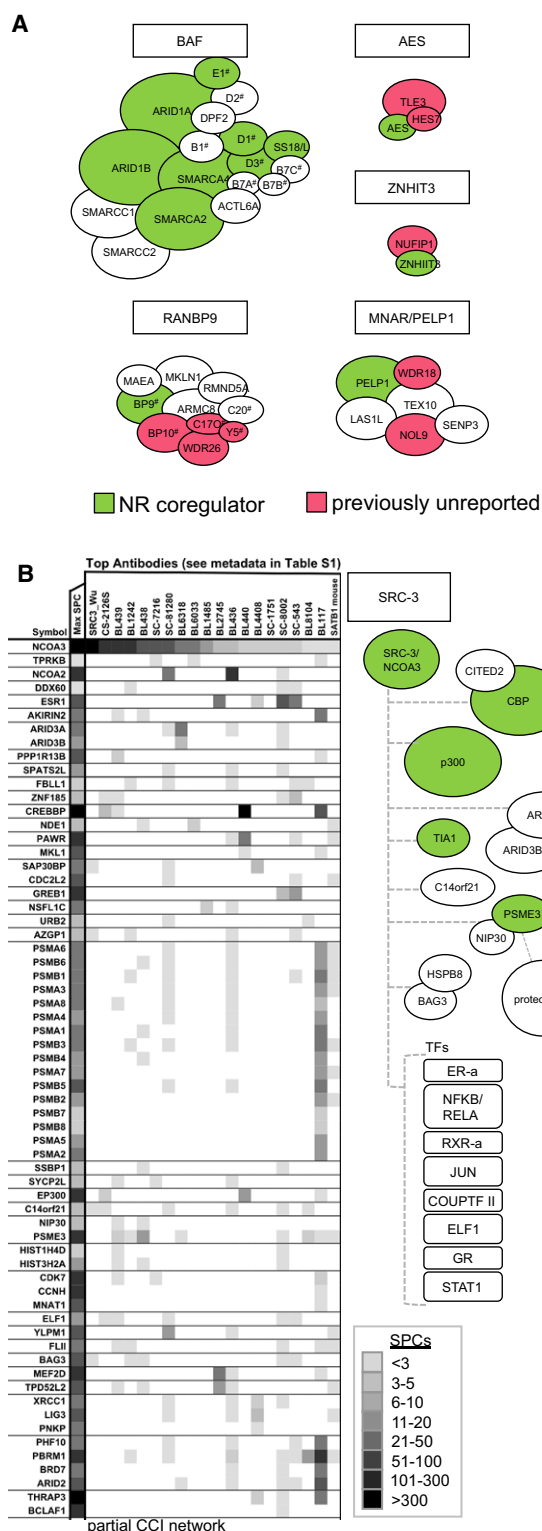 A
BAF
AES
E1#
D2#
ARID1A
DPF2
B1#
D1#
SS18/L
ARID1B
SMARCA4
D3#
B7C#
B7A#
B7B#
SMARCC1
SMARCA2
ACTL6A
SMARCC2
TLE3
HES7
AES
ZNHIT3
NUFIP1
ZNHIIT3
RANBP9
MNAR/PELP1
MAEA
MKLN1
RMND5A
BP9#
ARMC8
C20#
C17O
BP10#
Y5#
WDR26
WDR18
PELP1
TEX10
LAS1L
SENP3
NOL9
NR coregulator
previously unreported
B
Top Antibodies (see metadata in Table S1)
Symbol
Max SPC
SRC3_Wu
CS-2126S
BL439
BL1242
BL438
SC-7216
SC-81280
BL6318
BL6033
BL1485
BL2745
BL436
BL440
BL4408
SC-1751
SC-8002
SC-543
BL8104
BL117
SATB1 mouse
NCOA3
TPRKB
NCOA2
DDX60
ESR1
AKIRIN2
ARID3A
ARID3B
PPP1R13B
SPATS2L
FBLL1
ZNF185
CREBBP
NDE1
PAWR
MKL1
SAP30BP
CDC2L2
GREB1
NSFL1C
URB2
AZGP1
PSMA6
PSMB6
PSMB1
PSMA3
PSMA8
PSMA4
PSMA1
PSMB3
PSMB4
PSMA7
PSMB5
PSMB2
PSMB7
PSMB8
PSMA5
PSMA2
SSBP1
SYCP2L
EP300
C14orf21
NIP30
PSME3
HIST1H4D
HIST3H2A
CDK7
CCNH
MNAT1
ELF1
YLPM1
FLII
BAG3
MEF2D
TPD52L2
XRCC1
LIG3
PNKP
PHF10
PBRM1
BRD7
ARID2
THRAP3
BCLAF1
partial CCI network
SRC-3
SRC-3/
NCOA3
CITED2
CBP
p300
AR
TIA1
ARID3B
C14orf21
PSME3
NIP30
HSPB8
BAG3
protec
TFs
ER-a
NFKB/
RELA
RXR-a
JUN
COUPTF II
ELF1
GR
STAT1
SPCs
<3
3-5
6-10
11-20
21-50
51-100
101-300
>300